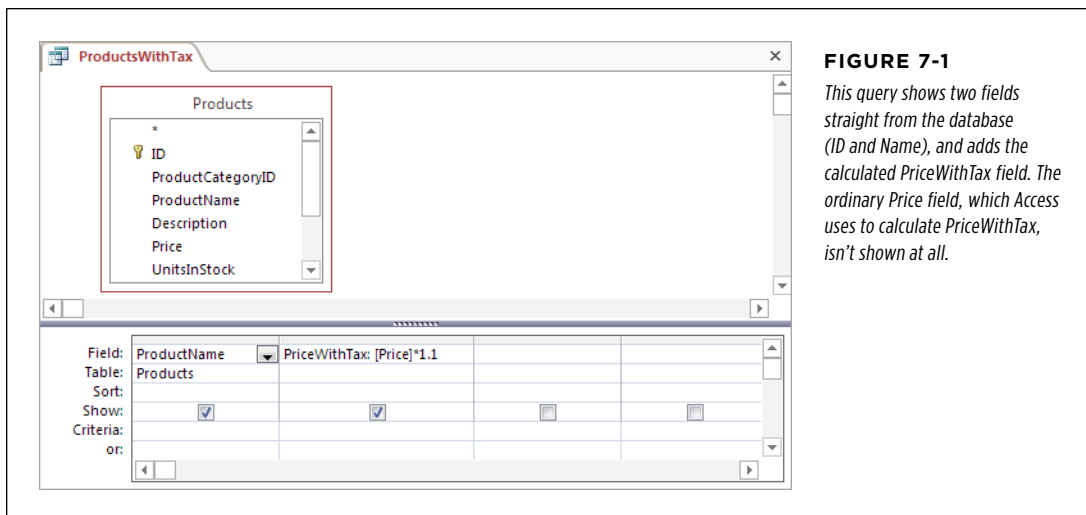 ProductsWithTax
Products
*
ID
ProductCategoryID
ProductName
Description
Price
UnitsInStock
Field: ProductName PriceWithTax: [Price]*1.1
Table: Products
Sort:
Show:
Criteria:
or:
FIGURE 7-1
This query shows two fields
straight from the database
(ID and Name), and adds the
calculated PriceWithTax field. The
ordinary Price field, which Access
uses to calculate PriceWithTax,
isn't shown at all.